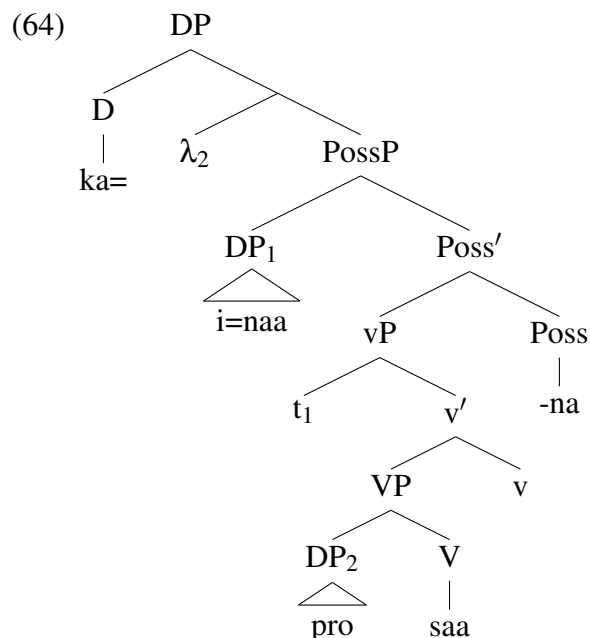 (64) DP
D
ka= λ₂ PossP
DP₁ Poss′
i=naa vP Poss
t₁ v′ -na
VP v
DP₂ V
pro saa